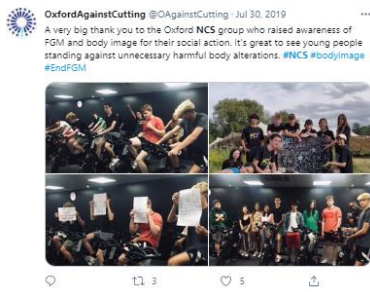 OxfordAgainstCutting @OAgainstCutting · Jul 30, 2019
A very big thank you to the Oxford NCS group who raised awareness of
FGM and body image for their social action. It's great to see young people
standing against unnecessary harmful body alterations. #NCS #bodyimage
#EndFGM
3
5